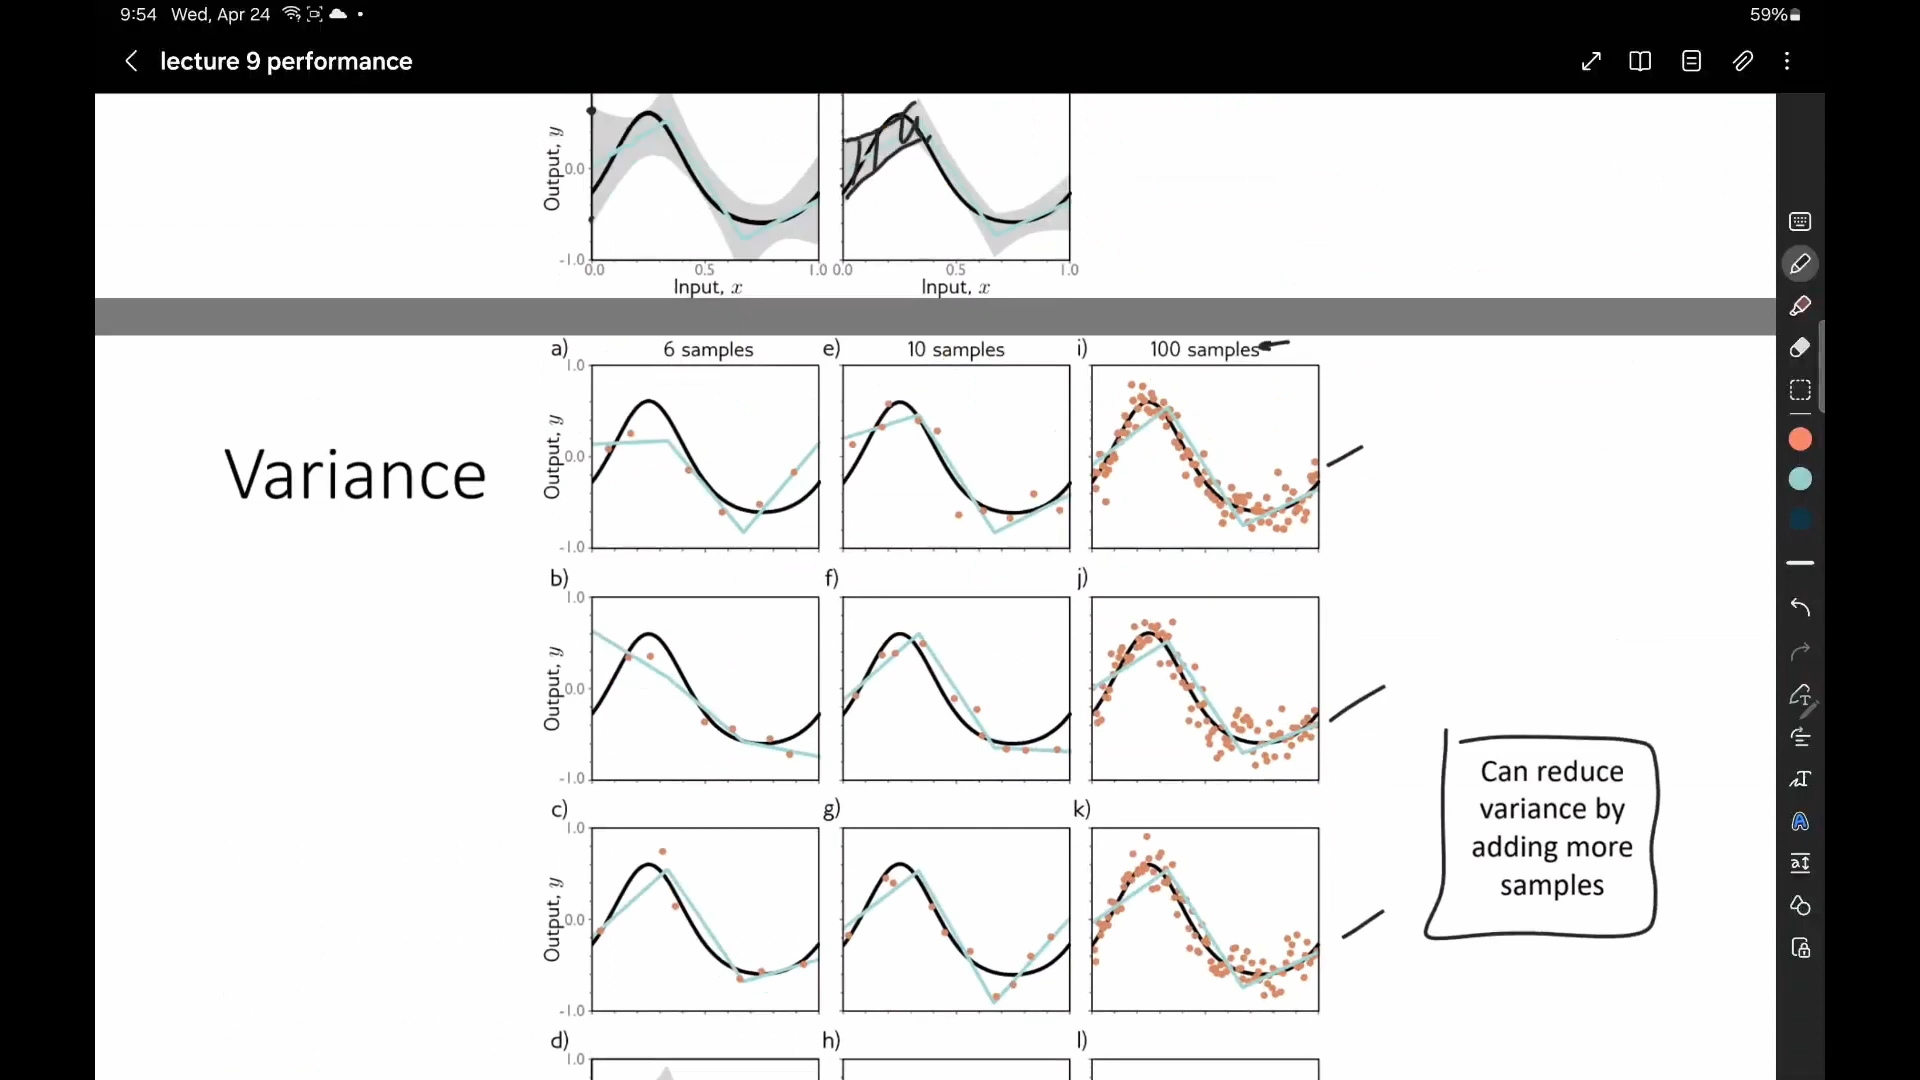 9:54 Wed, Apr 24
59%
lecture 9 performance
Output, y
0.0
-1.0
0.0 0.5 1.0 0.0 0.5 1.0
Input, x Input, x
Variance
a) 6 samples e) 10 samples i) 100 samples
1.0
Output, y
0.0
-1.0
b) f) j)
1.0
Output, y
0.0
-1.0
Can reduce
variance by
adding more
samples
c) g) k)
1.0
Output, y
0.0
-1.0
d) h) l)
1.0